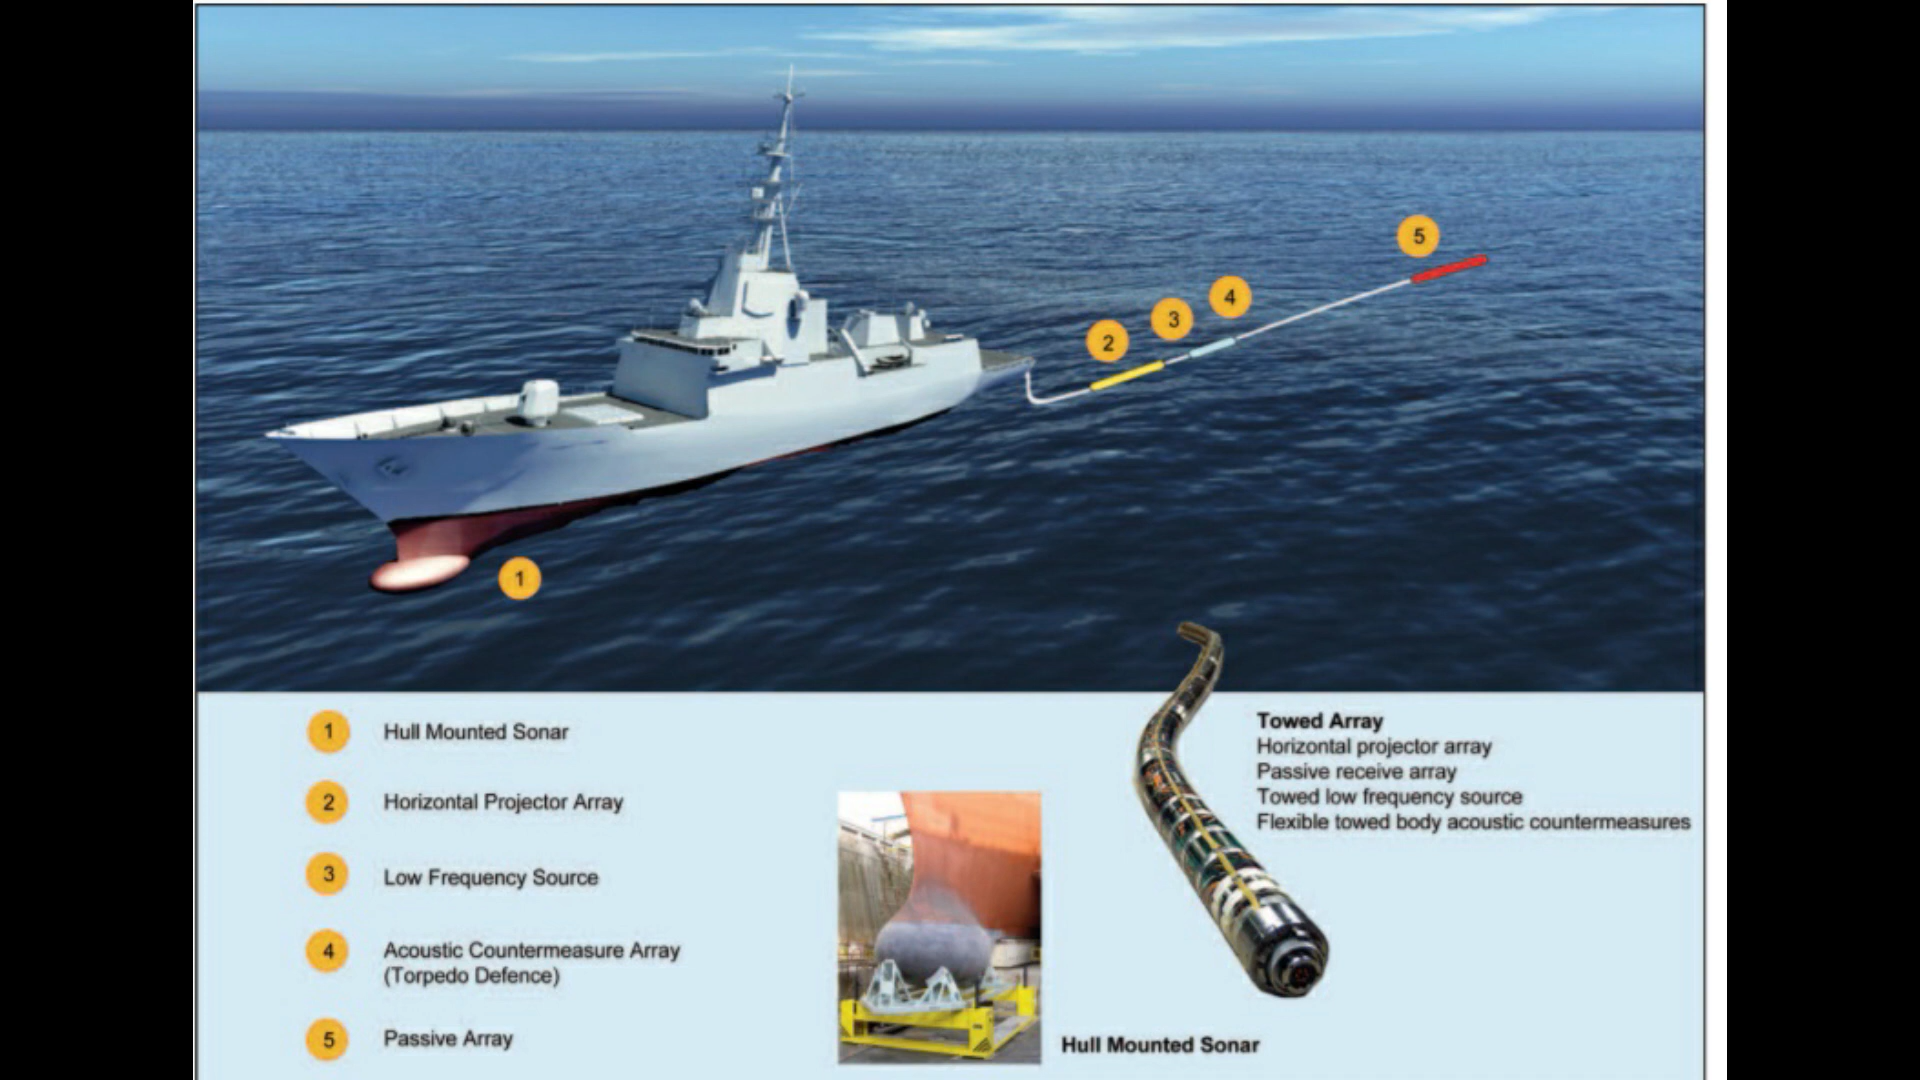 5
4
3
2
1
1 Hull Mounted Sonar
2 Horizontal Projector Array
3 Low Frequency Source
4 Acoustic Countermeasure Array
(Torpedo Defence)
5 Passive Array
Towed Array
Horizontal projector array
Passive receive array
Towed low frequency source
Flexible towed body acoustic countermeasures
Hull Mounted Sonar